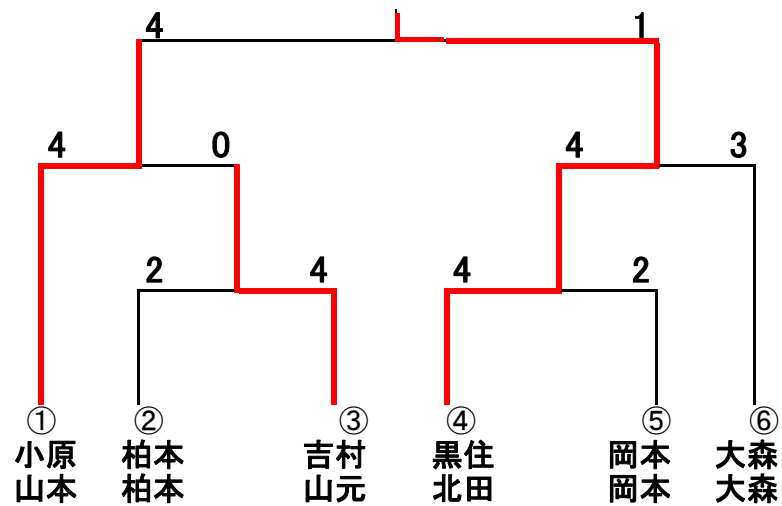 4 1
4 0 4 3
2 4 4 2
① ② ③ ④ ⑤ ⑥
小原 柏本 吉村 黒住 岡本 大森
山本 柏本 山元 北田 岡本 大森